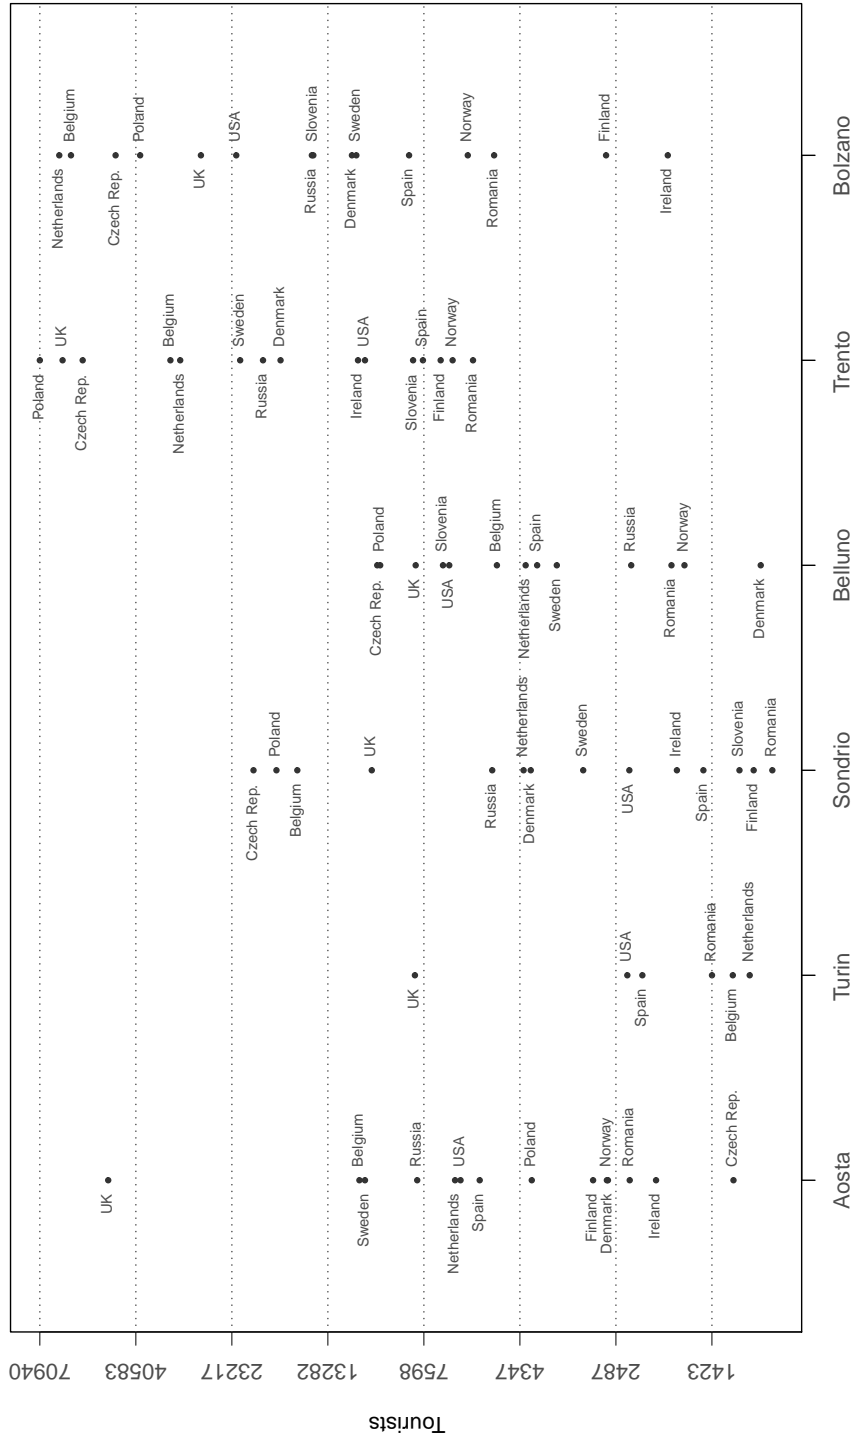 Tourists
70940
40583
23217
13282
7598
4347
2487
1423
Aosta
Turin
Sondrio
Belluno
Trento
Bolzano
UK
Sweden
Belgium
Russia
Netherlands
USA
Spain
Poland
Finland
Denmark
Norway
Romania
Ireland
Czech Rep.
UK
USA
Spain
Romania
Belgium
Netherlands
Czech Rep.
Poland
Belgium
UK
Russia
Netherlands
Denmark
Sweden
USA
Ireland
Spain
Slovenia
Finland
Romania
Czech Rep.
Poland
UK
Slovenia
USA
Belgium
Netherlands
Spain
Sweden
Russia
Romania
Norway
Denmark
Poland
UK
Czech Rep.
Belgium
Netherlands
Sweden
Russia
Denmark
Ireland
USA
Slovenia
Spain
Finland
Norway
Romania
Netherlands
Belgium
Czech Rep.
Poland
UK
USA
Russia
Slovenia
Denmark
Sweden
Spain
Norway
Romania
Finland
Ireland